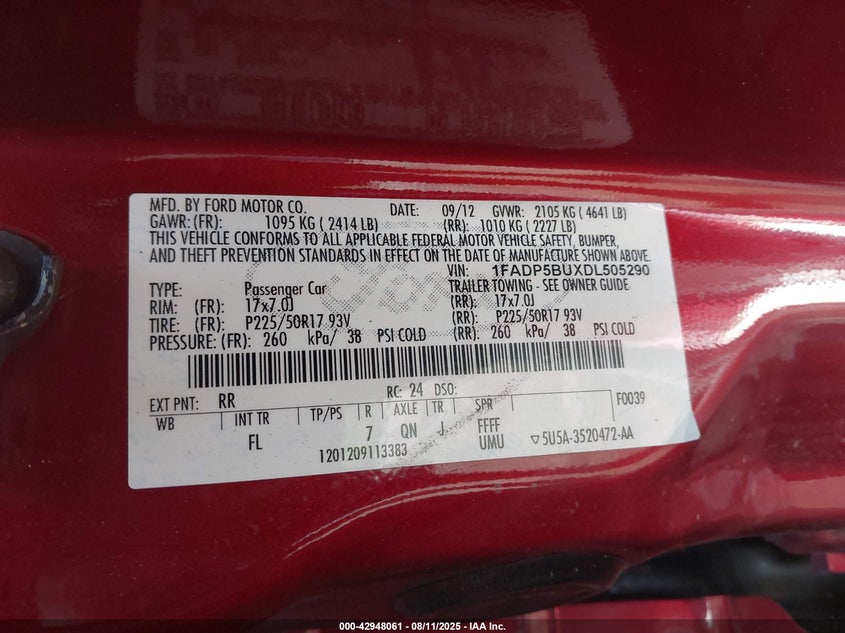 MFD. BY FORD MOTOR CO. DATE: 09/12 GVWR: 2105 KG ( 4641 LB)
GAWR: (FR): 1095 KG ( 2414 LB) (RR): 1010 KG ( 2227 LB)
THIS VEHICLE CONFORMS TO ALL APPLICABLE FEDERAL MOTOR VEHICLE SAFETY, BUMPER,
AND THEFT PREVENTION STANDARDS IN EFFECT ON THE DATE OF MANUFACTURE SHOWN ABOVE.
VIN: 1FADP5BUXDL505290
TYPE: Passenger Car TRAILER TOWING - SEE OWNER GUIDE
RIM: (FR): 17x7.0J (RR): 17x7.0J
TIRE: (FR): P225/50R17 93V (RR): P225/50R17 93V
PRESSURE: (FR): 260 kPa/ 38 PSI COLD (RR): 260 kPa/ 38 PSI COLD
EXT PNT: RR RC: 24 DSO: F0039
WB INT TR TP/PS R AXLE TR SPR
FL 7 QN J FFFF
1201209113383 UMU ▽5U5A-3520472-AA
000-42948061 - 08/11/2025 - IAA Inc.